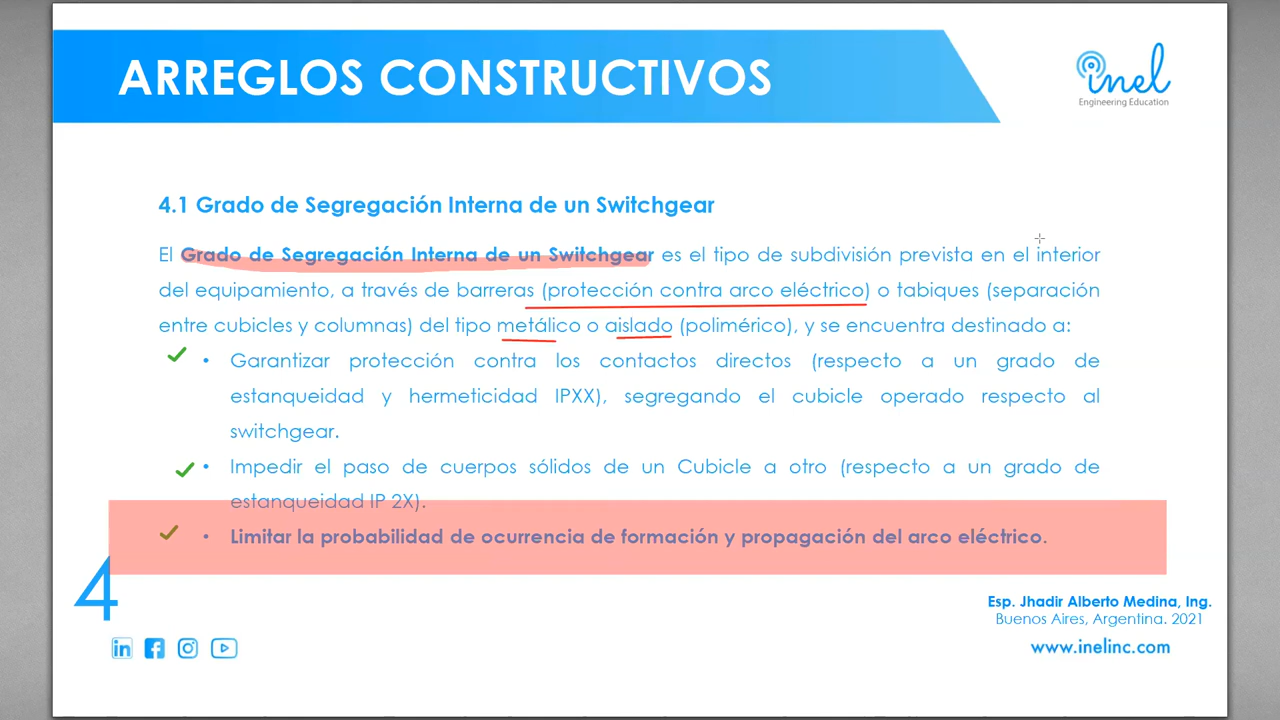 ARREGLOS CONSTRUCTIVOS
inel
Engineering Education
4.1 Grado de Segregación Interna de un Switchgear
El Grado de Segregación Interna de un Switchgear es el tipo de subdivisión prevista en el interior
del equipamiento, a través de barreras (protección contra arco eléctrico) o tabiques (separación
entre cubicles y columnas) del tipo metálico o aislado (polimérico), y se encuentra destinado a:
• Garantizar protección contra los contactos directos (respecto a un grado de
estanqueidad y hermeticidad IPXX), segregando el cubicle operado respecto al
switchgear.
• Impedir el paso de cuerpos sólidos de un Cubicle a otro (respecto a un grado de
estanqueidad IP 2X).
• Limitar la probabilidad de ocurrencia de formación y propagación del arco eléctrico.
4
Esp. Jhadir Alberto Medina, Ing.
Buenos Aires, Argentina. 2021
www.inelinc.com